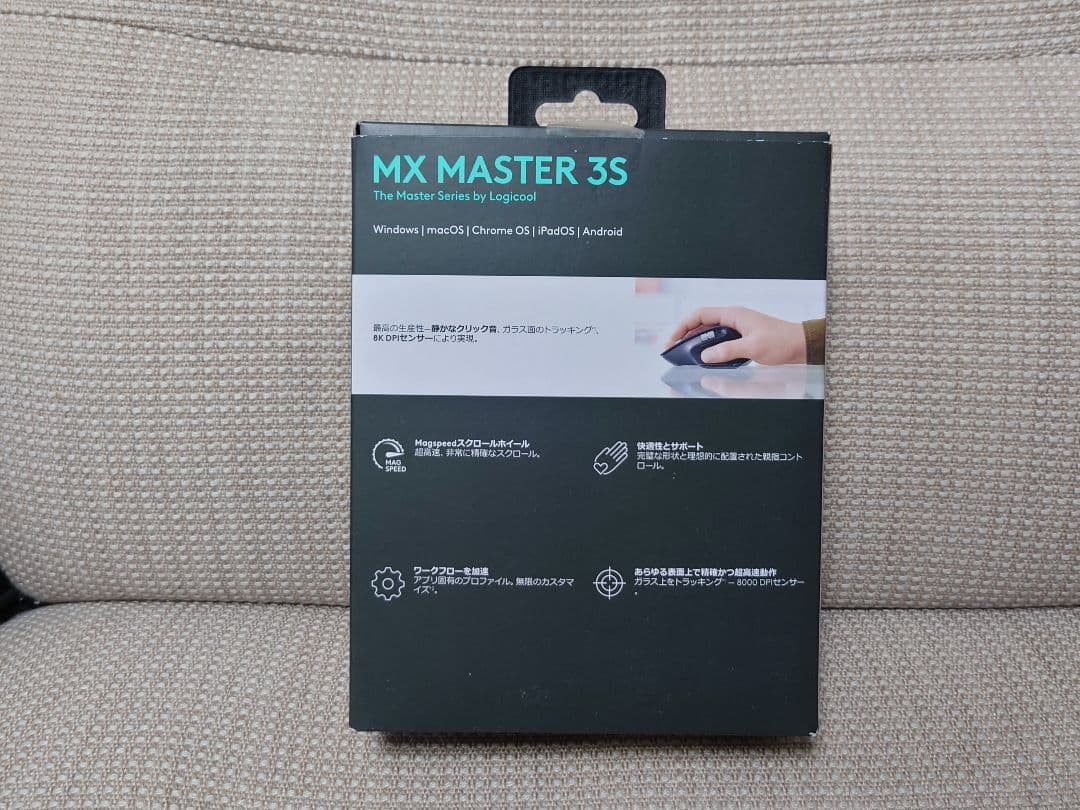 MX MASTER 3S
The Master Series by Logicool
Windows | macOS | Chrome OS | iPadOS | Android
最高の生産性–静かなクリック音、ガラス面のトラッキング、
8K DPIセンサーにより実現。
MAG
SPEED
Magspeedスクロールホイール
超高速、非常に精確なスクロール。
快適性とサポート
完璧な形状と理想的に配置された親指コント
ロール。
ワークフローを加速
アプリ固有のプロファイル。無限のカスタマ
イズ。
あらゆる表面上で精確かつ超高速動作
ガラス上をトラッキング – 8000 DPIセンサー